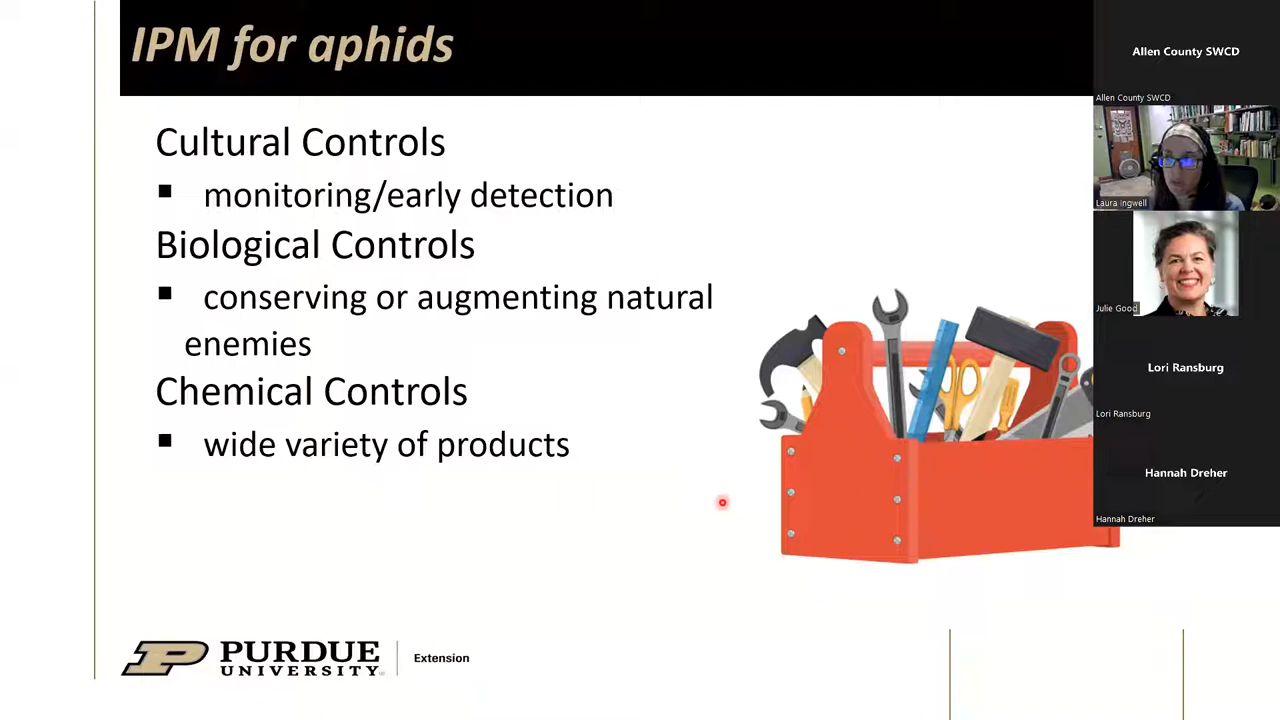 IPM for aphids
Cultural Controls
▪ monitoring/early detection
Biological Controls
▪ conserving or augmenting natural
enemies
Chemical Controls
▪ wide variety of products
PURDUE
UNIVERSITY
Extension
Allen County SWCD
Allen County SWCD
Laura Ingwell
Julie Good
Lori Ransburg
Lori Ransburg
Hannah Dreher
Hannah Dreher